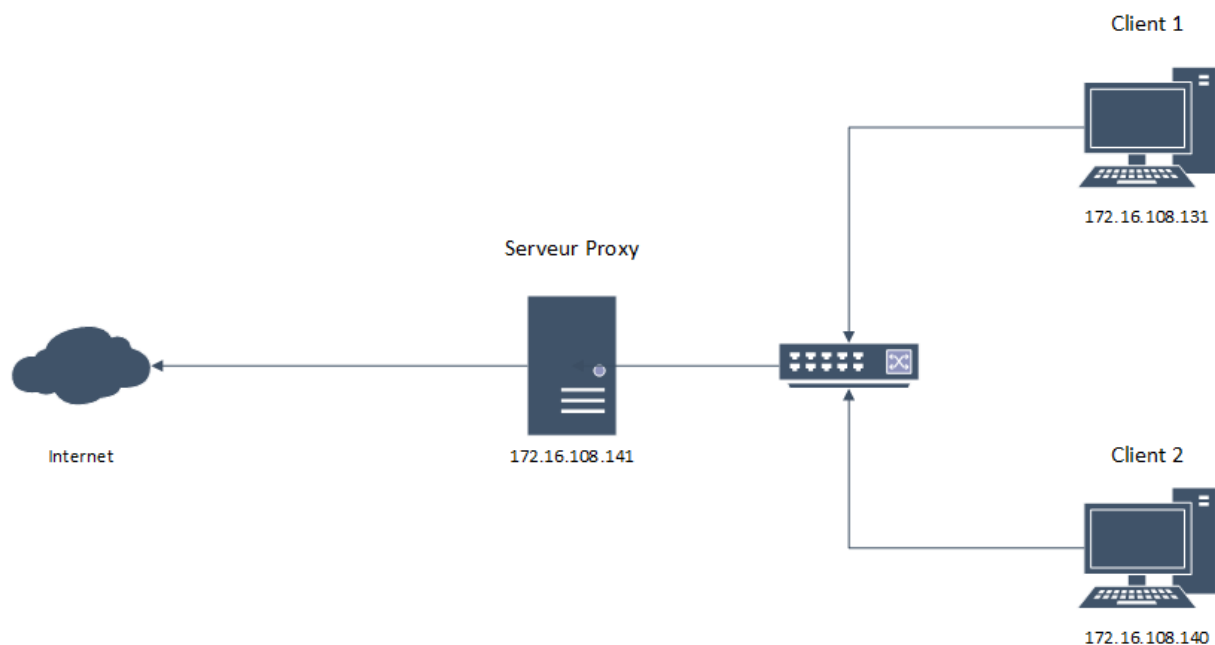 Client 1
172.16.108.131
Serveur Proxy
Internet
172.16.108.141
Client 2
172.16.108.140